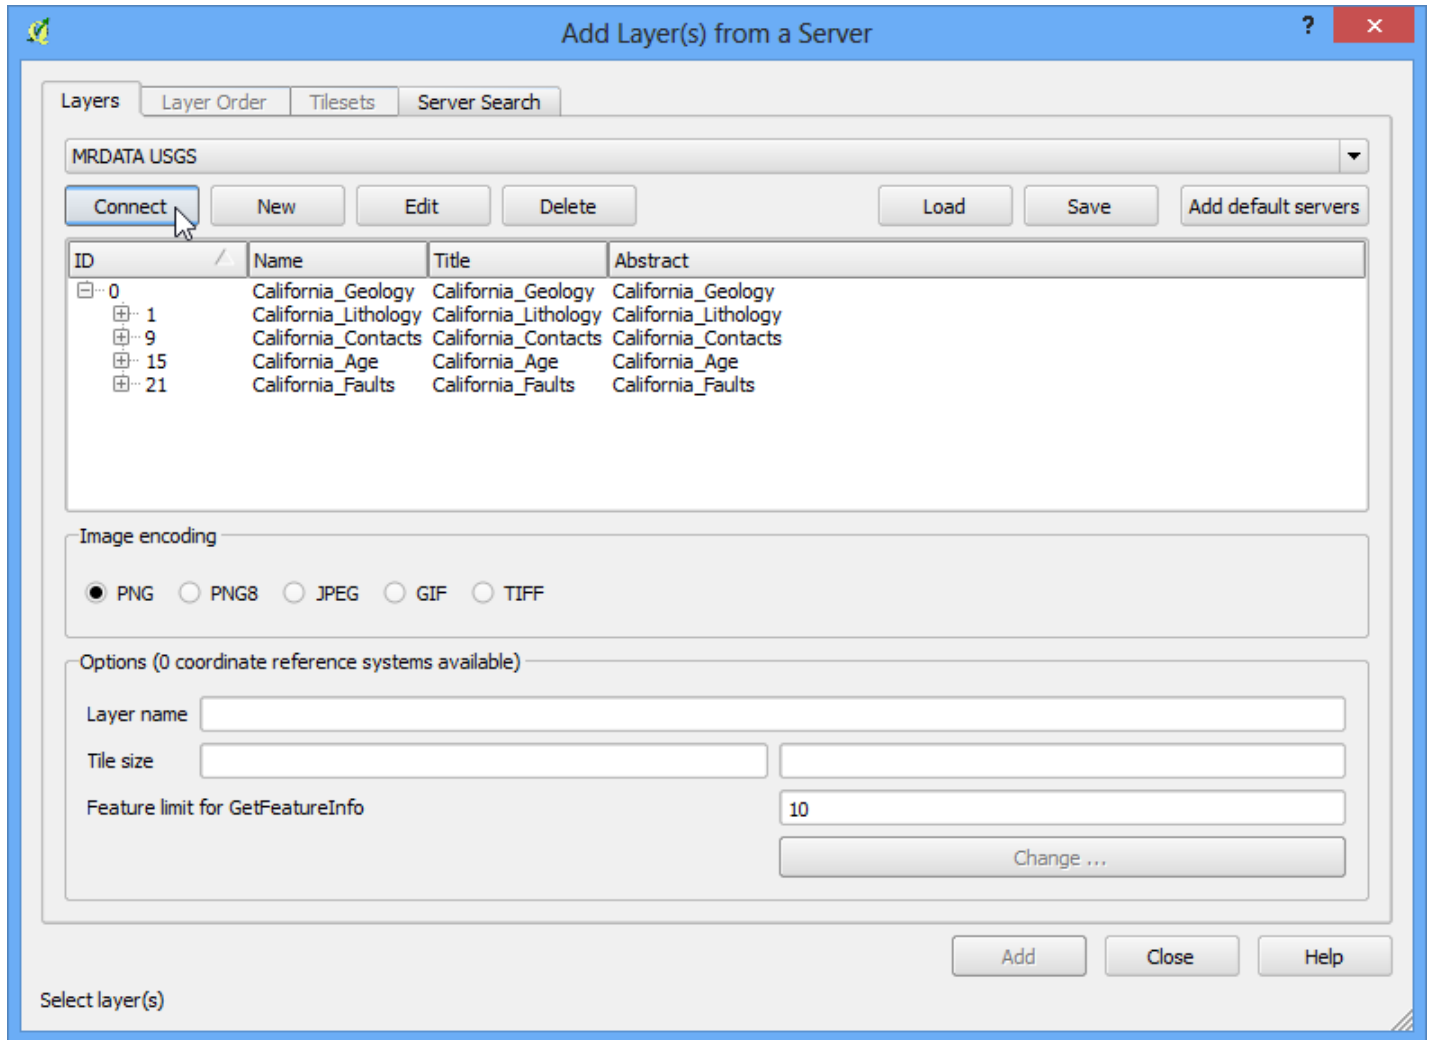 Add Layer(s) from a Server
?
Layers Layer Order Tilesets Server Search
MRDATA USGS
Connect New Edit Delete Load Save Add default servers
ID Name Title Abstract
0 California_Geology California_Geology California_Geology
1 California_Lithology California_Lithology California_Lithology
9 California_Contacts California_Contacts California_Contacts
15 California_Age California_Age California_Age
21 California_Faults California_Faults California_Faults
Image encoding
PNG PNG8 JPEG GIF TIFF
Options (0 coordinate reference systems available)
Layer name
Tile size
Feature limit for GetFeatureInfo 10
Change ...
Add Close Help
Select layer(s)